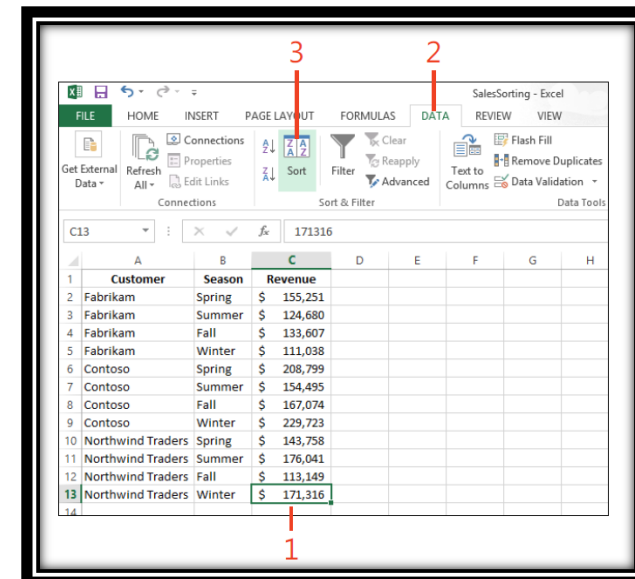 3 2
SalesSorting - Excel
FILE HOME INSERT PAGE LAYOUT FORMULAS DATA REVIEW VIEW
Get External Data
Refresh All
Connections
Properties
Edit Links
Connections
A Z
Z A
Z A
A Z
Sort
Filter
Clear
Reapply
Advanced
Sort & Filter
Text to Columns
Flash Fill
Remove Duplicates
Data Validation
Data Tools
C13 fx 171316
A B C D E F G H
1 Customer Season Revenue
2 Fabrikam Spring $ 155,251
3 Fabrikam Summer $ 124,680
4 Fabrikam Fall $ 133,607
5 Fabrikam Winter $ 111,038
6 Contoso Spring $ 208,799
7 Contoso Summer $ 154,495
8 Contoso Fall $ 167,074
9 Contoso Winter $ 229,723
10 Northwind Traders Spring $ 143,758
11 Northwind Traders Summer $ 176,041
12 Northwind Traders Fall $ 113,149
13 Northwind Traders Winter $ 171,316
14
1